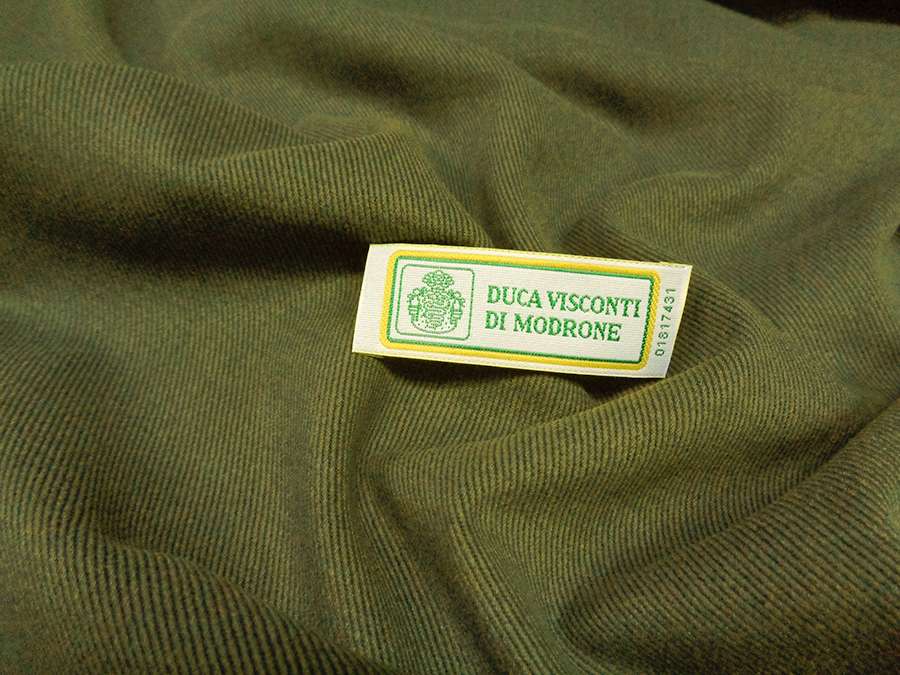 DUCA VISCONTI
DI MODRONE
01817431